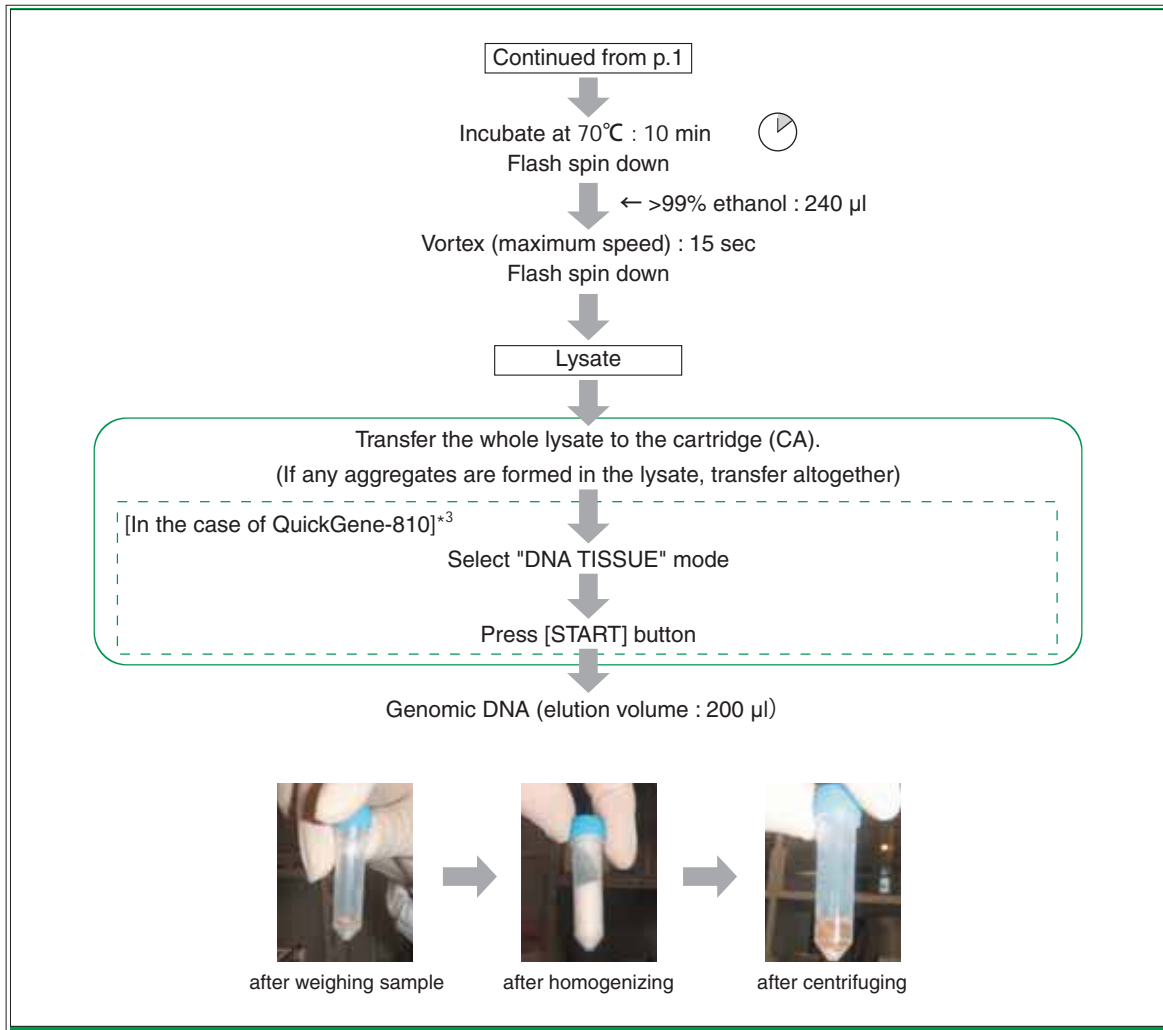 Continued from p.1
Incubate at 70℃ : 10 min
Flash spin down
← >99% ethanol : 240 µl
Vortex (maximum speed) : 15 sec
Flash spin down
Lysate
Transfer the whole lysate to the cartridge (CA).
(If any aggregates are formed in the lysate, transfer altogether)
[In the case of QuickGene-810]*3
Select "DNA TISSUE" mode
Press [START] button
Genomic DNA (elution volume : 200 µl)
after weighing sample
after homogenizing
after centrifuging